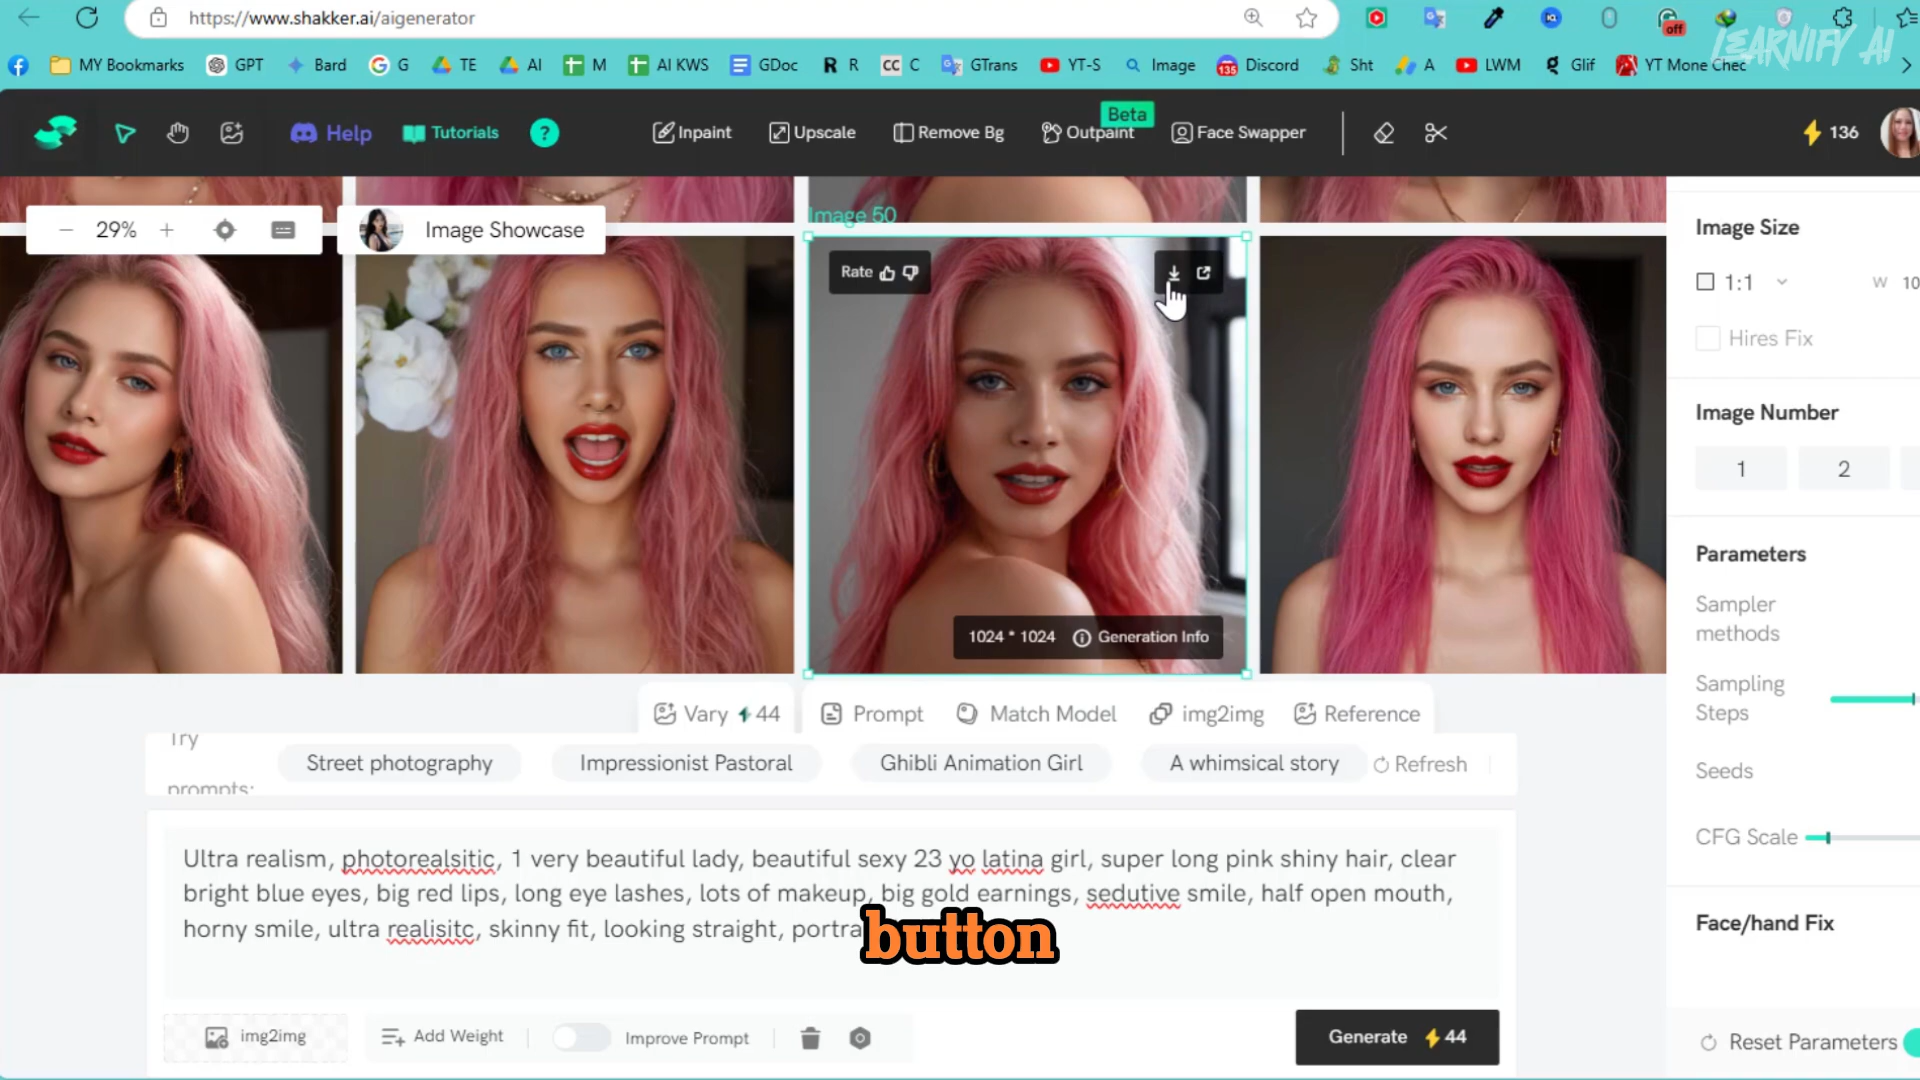 https://www.shakker.ai/aigenerator
off
LEARNIFY AI
MY Bookmarks GPT Bard G TE AI M AI KWS GDoc R R CC C GTrans YT-S Image 135 Discord Sht A LWM Glif YT Mone Chec
Help Tutorials ? Inpaint Upscale Remove Bg Outpaint Beta Face Swapper 136
29% Image Showcase
Image 50
Rate
1024 * 1024 Generation Info
Vary 44 Prompt Match Model img2img Reference
Try
prompts:
Street photography Impressionist Pastoral Ghibli Animation Girl A whimsical story Refresh
Ultra realism, photorealsitic, 1 very beautiful lady, beautiful sexy 23 yo latina girl, super long pink shiny hair, clear
bright blue eyes, big red lips, long eye lashes, lots of makeup, big gold earnings, sedutive smile, half open mouth,
horny smile, ultra realisitc, skinny fit, looking straight, portra
button
img2img Add Weight Improve Prompt Generate 44
Image Size
1:1 W 10
Hires Fix
Image Number
1 2
Parameters
Sampler
methods
Sampling
Steps
Seeds
CFG Scale
Face/hand Fix
Reset Parameters